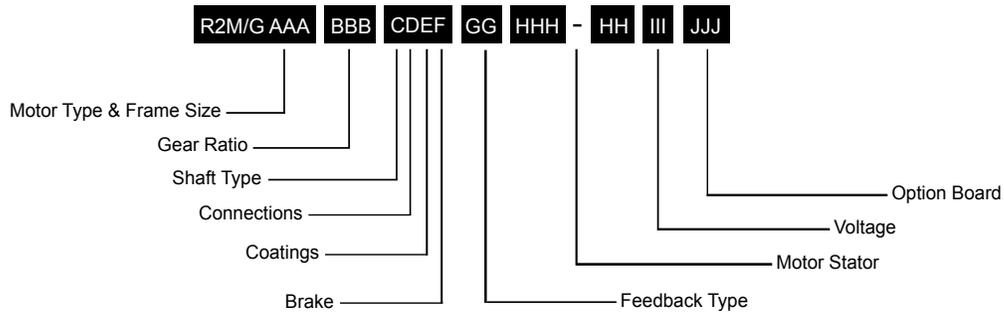 R2M/G AAA BBB CDEF GG HHH - HH III JJJ
Motor Type & Frame Size
Gear Ratio
Shaft Type
Connections
Coatings
Brake
Option Board
Voltage
Motor Stator
Feedback Type